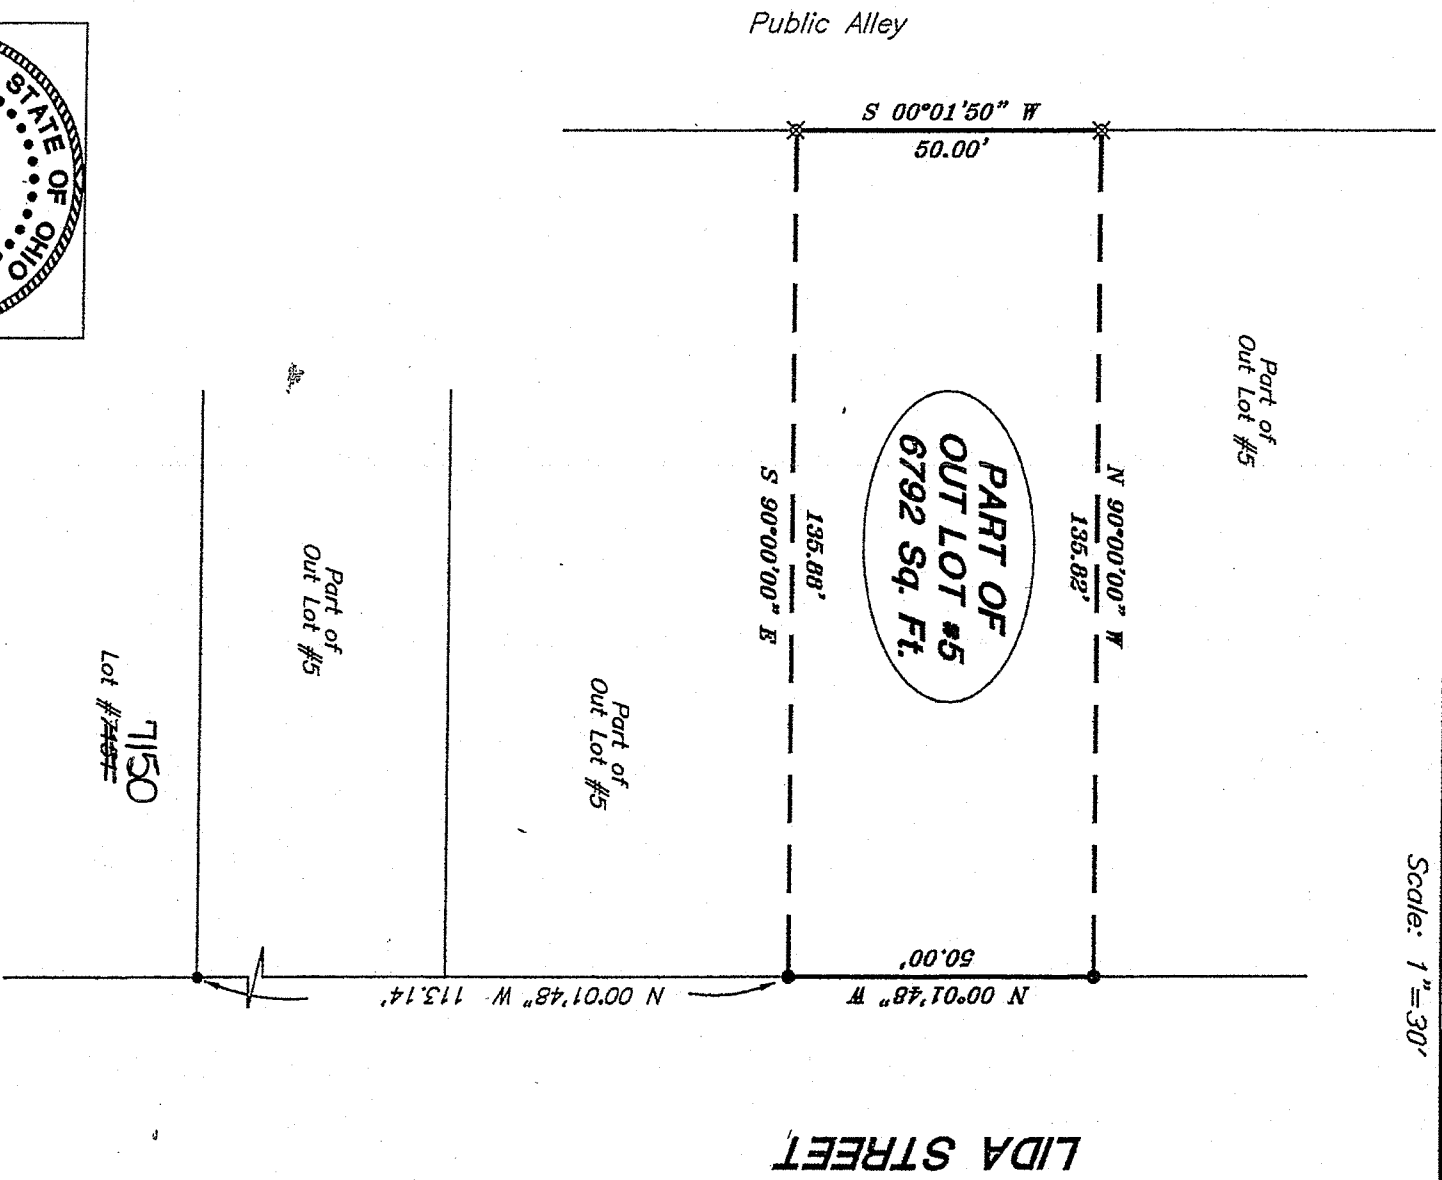 Public Alley
STATE OF OHIO
S 00°01'50" W
50.00'
Part of
Out Lot #5
N 90°00'00" W
135.82'
PART OF
OUT LOT #5
6792 Sq. Ft.
135.88'
S 90°00'00" E
Part of
Out Lot #5
Part of
Out Lot #5
7150
Lot #
Scale: 1"=30'
50.00'
N 00°01'48" W
N 00°01'48" W 113.14'
LIDA STREET